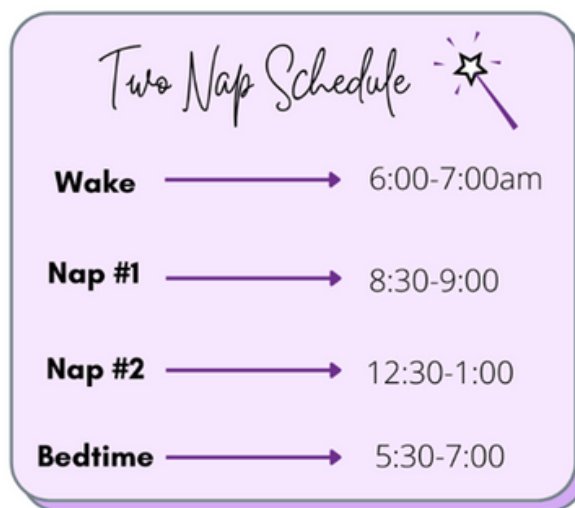 Two Nap Schedule
Wake 6:00-7:00am
Nap #1 8:30-9:00
Nap #2 12:30-1:00
Bedtime 5:30-7:00